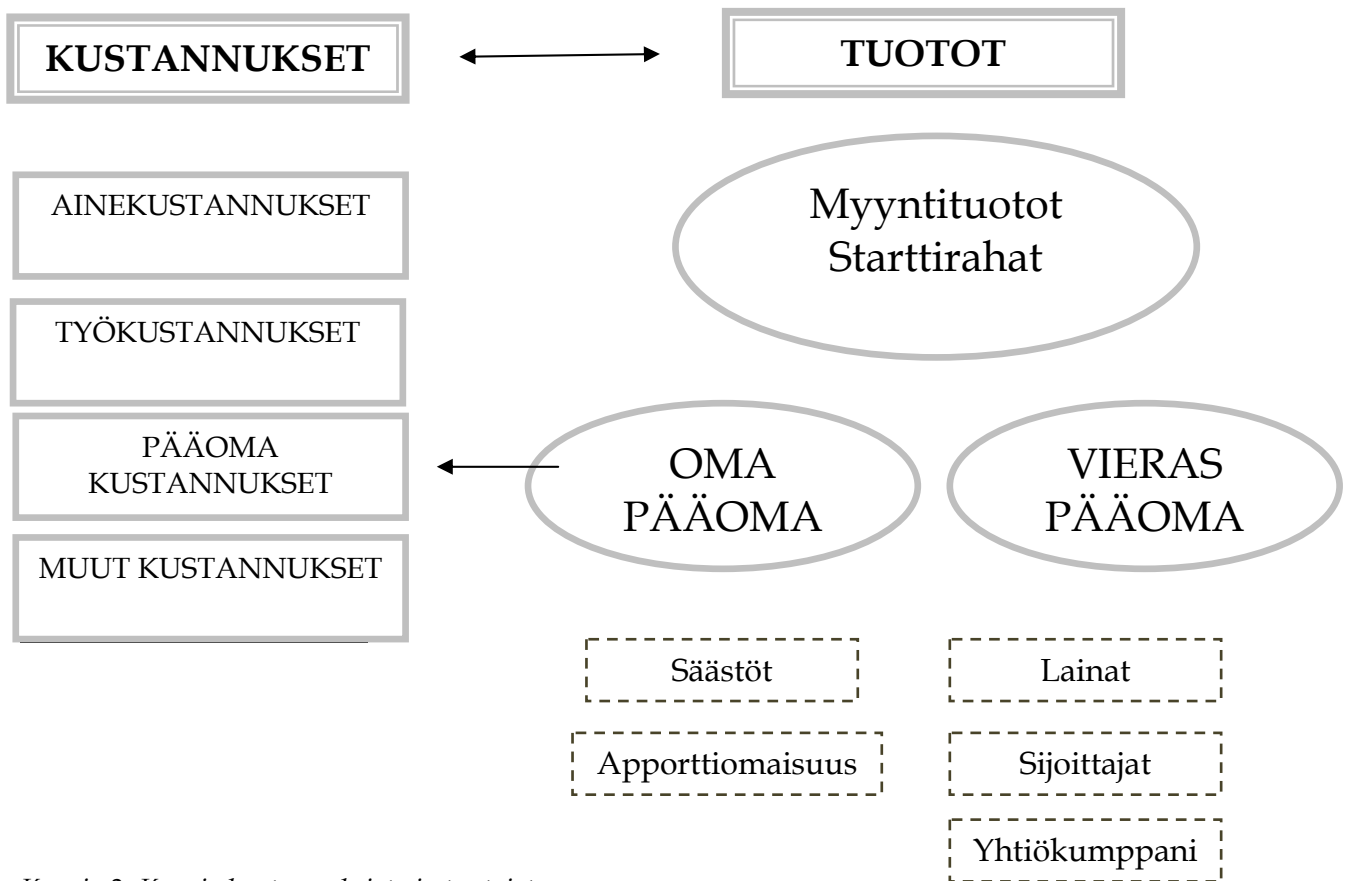 KUSTANNUKSET
TUOTOT
AINEKUSTANNUKSET
TYÖKUSTANNUKSET
PÄÄOMA
KUSTANNUKSET
MUUT KUSTANNUKSET
Myyntituotot
Starttirahat
OMA
PÄÄOMA
VIERAS
PÄÄOMA
Säästöt
Apporttiomaisuus
Lainat
Sijoittajat
Yhtiökumppani